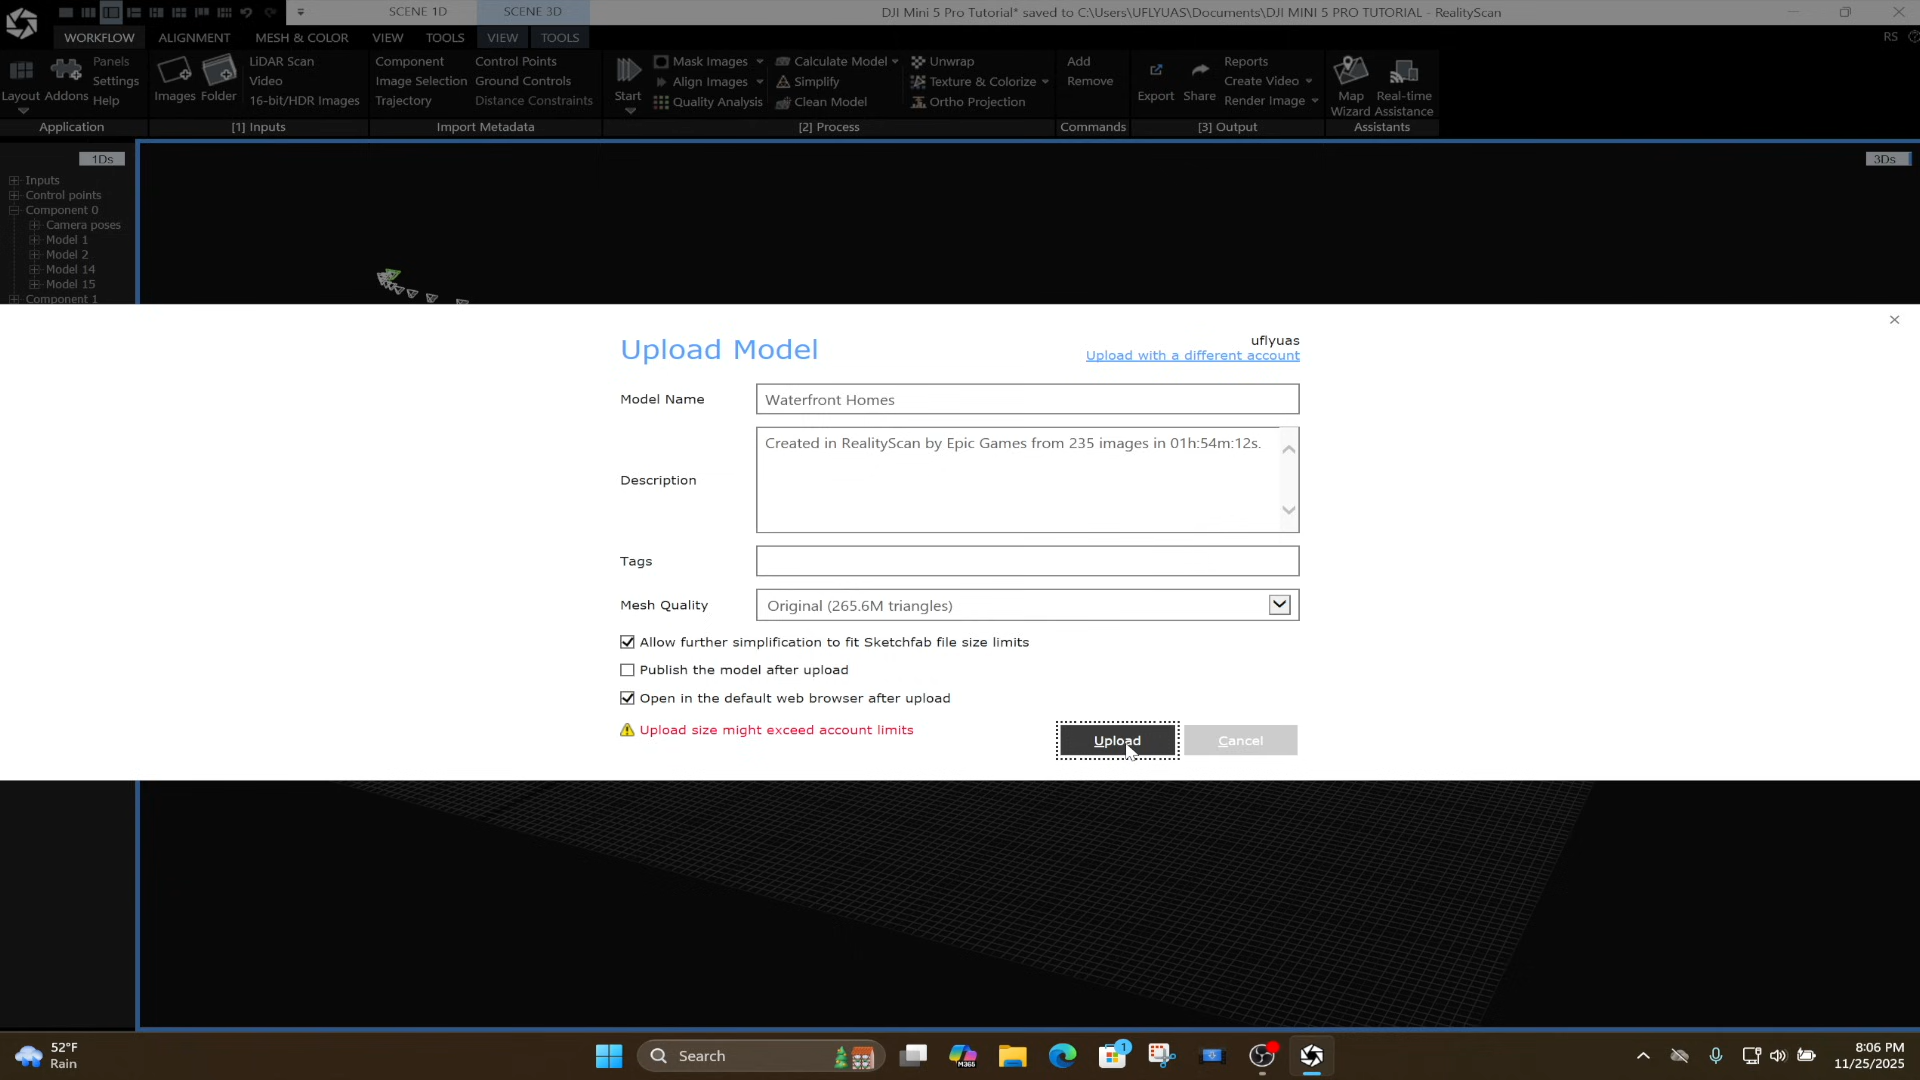 SCENE 1D
SCENE 3D
DJI Mini 5 Pro Tutorial* saved to C:\Users\UFLYUAS\Documents\DJI MINI 5 PRO TUTORIAL - RealityScan
WORKFLOW
ALIGNMENT
MESH & COLOR
VIEW
TOOLS
VIEW
TOOLS
RS
Layout
Addons
Panels
Settings
Help
Application
Images
Folder
LiDAR Scan
Video
16-bit/HDR Images
[1] Inputs
Component
Image Selection
Trajectory
Control Points
Ground Controls
Distance Constraints
Import Metadata
Start
Mask Images
Align Images
Quality Analysis
Calculate Model
Simplify
Clean Model
Unwrap
Texture & Colorize
Ortho Projection
[2] Process
Add
Remove
Commands
Export
Share
Reports
Create Video
Render Image
[3] Output
Map
Wizard
Real-time
Assistance
Assistants
1Ds
3Ds
Inputs
Control points
Component 0
Camera poses
Model 1
Model 2
Model 14
Model 15
Component 1
Upload Model
uflyuas
Upload with a different account
Model Name
Waterfront Homes
Description
Created in RealityScan by Epic Games from 235 images in 01h:54m:12s.
Tags
Mesh Quality
Original (265.6M triangles)
Allow further simplification to fit Sketchfab file size limits
Publish the model after upload
Open in the default web browser after upload
Upload size might exceed account limits
Upload
Cancel
52°F
Rain
Search
M365
1
8:06 PM
11/25/2025